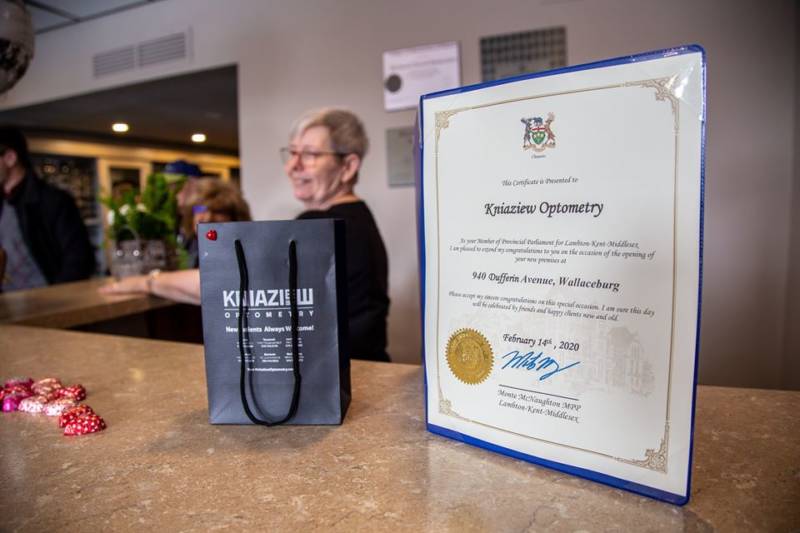 KNIAZIEW
OPTOMETRY
New Patients Always Welcome!
Ontario
This Certificate is Presented to
Kniaziew Optometry
As your Member of Provincial Parliament for Lambton-Kent-Middlesex,
I am pleased to extend my congratulations to you on the occasion of the opening of
your new premises at
940 Dufferin Avenue, Wallaceburg
Please accept my sincere congratulations on this special occasion. I am sure this day
will be celebrated by friends and happy clients new and old.
February 14th, 2020
Monte McNaughton MPP
Lambton-Kent-Middlesex